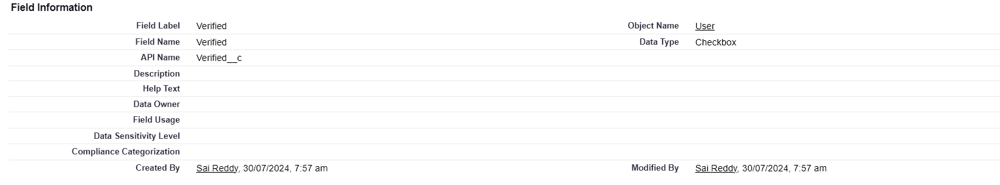 Field Information
Field Label Verified Object Name User
Field Name Verified Data Type Checkbox
API Name Verified__c
Description
Help Text
Data Owner
Field Usage
Data Sensitivity Level
Compliance Categorization
Created By Sai Reddy, 30/07/2024, 7:57 am Modified By Sai Reddy, 30/07/2024, 7:57 am